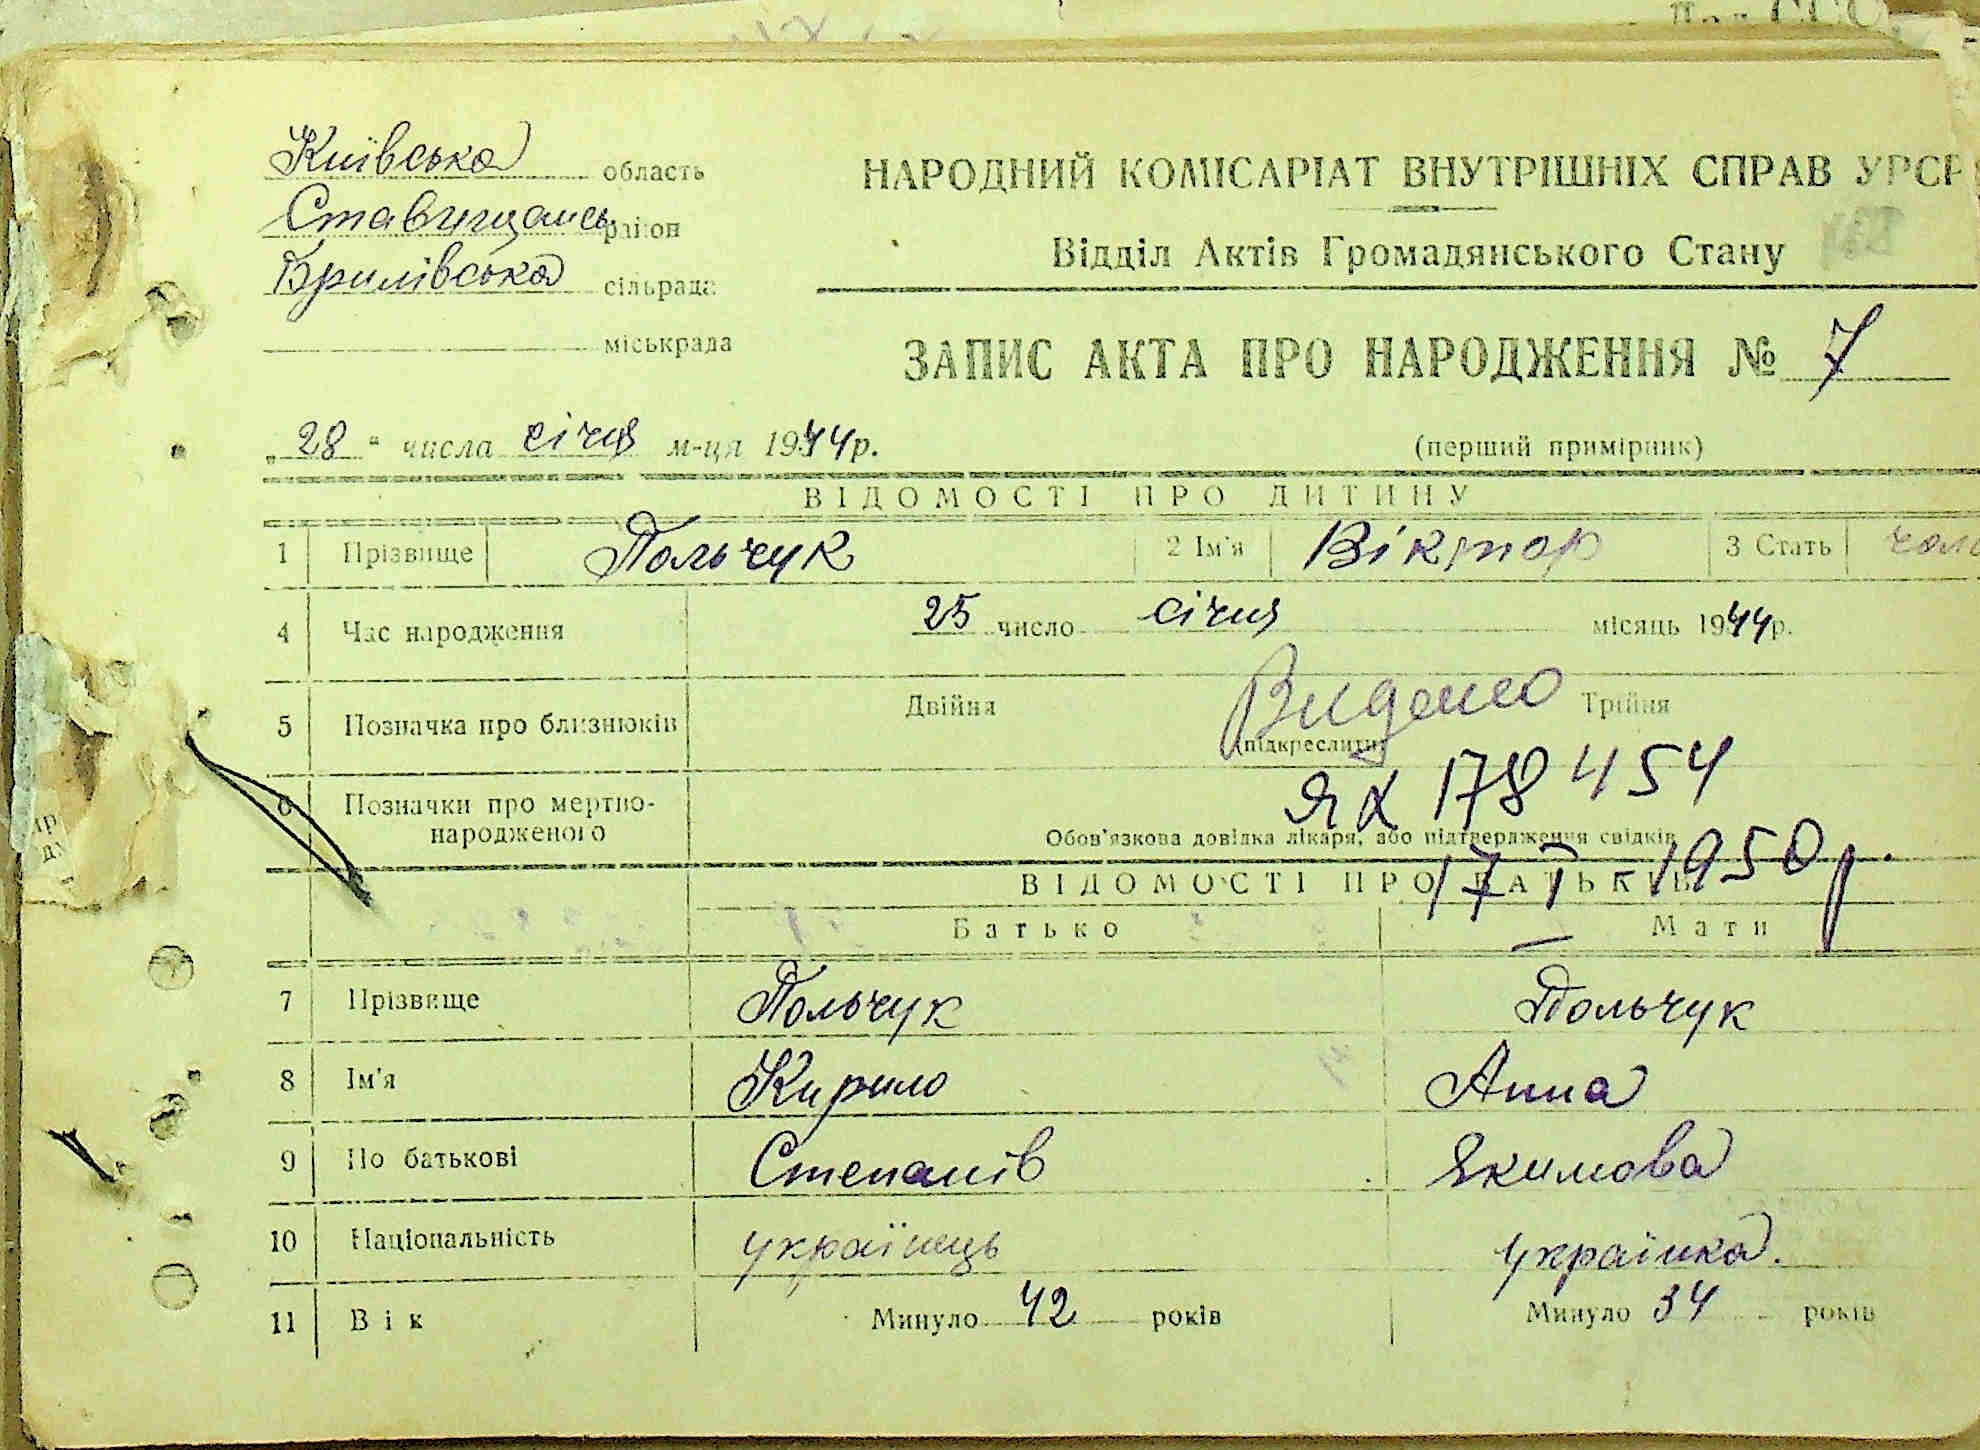 Київська область
НАРОДНИЙ КОМІСАРІАТ ВНУТРІШНІХ СПРАВ УРСР
Ставищансь район
Відділ Актів Громадянського Стану
Брилівська сільрада
міськрада
ЗАПИС АКТА ПРО НАРОДЖЕННЯ № 7
„28" числа січня м-ця 1944р.
(перший примірник)
ВІДОМОСТІ ПРО ДИТИНУ
1 Прізвище Польчук 2 Ім'я Віктор 3 Стать чол
4 Час народження 25 число січня місяць 1944р.
5 Позначка про близнюків Двійня Видано Трійня
(підкреслити)
ЯХ 178454
6 Позначки про мертво-
народженого
Обов'язкова довідка лікаря, або підтвердження свідків
17 I - 1950 р.
ВІДОМОСТІ ПРО БАТЬКІВ
Батько Мати
7 Прізвище Польчук Польчук
8 Ім'я Кирило Анна
9 По батькові Степанів Якимова
10 Національність українець українка.
11 Вік Минуло 42 років Минуло 34 років